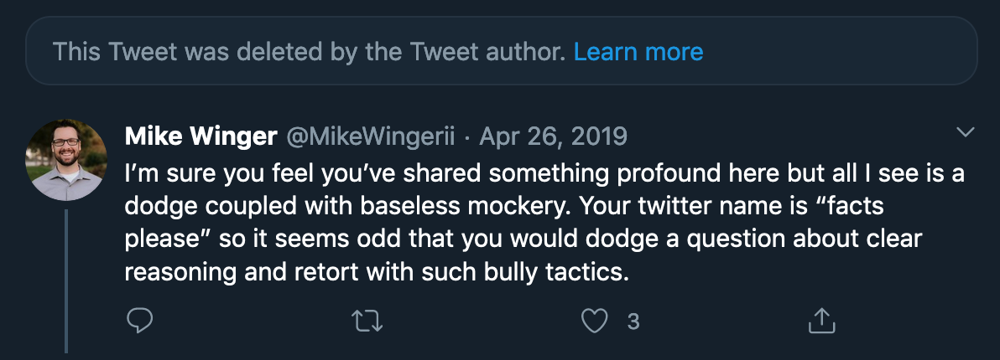 This Tweet was deleted by the Tweet author. Learn more
Mike Winger @MikeWingerii · Apr 26, 2019
I’m sure you feel you’ve shared something profound here but all I see is a
dodge coupled with baseless mockery. Your twitter name is “facts
please” so it seems odd that you would dodge a question about clear
reasoning and retort with such bully tactics.
3